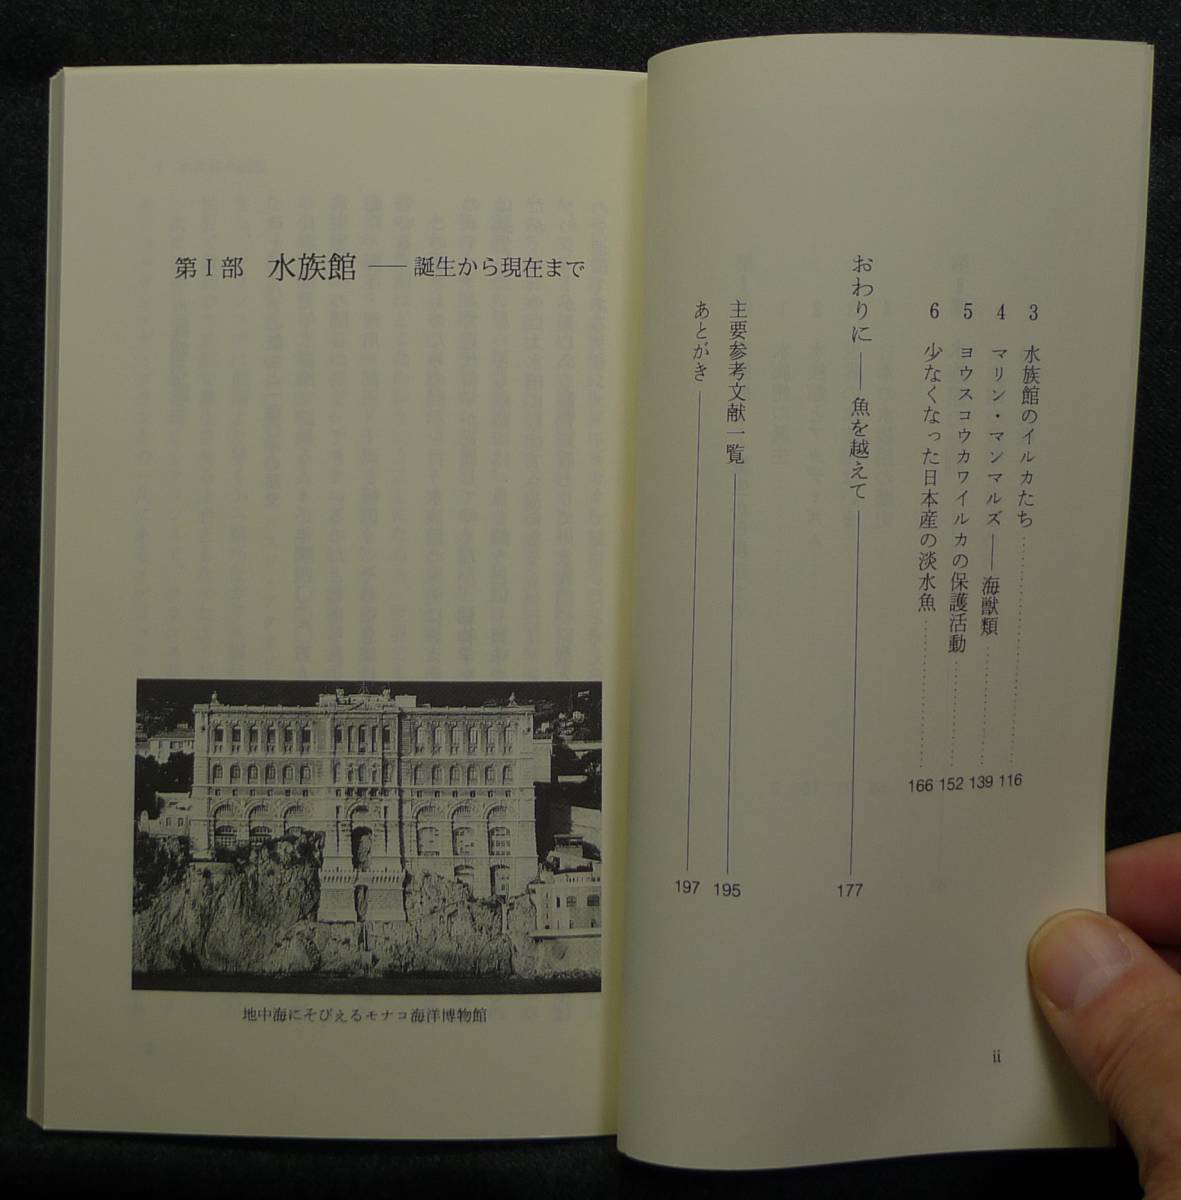 3 水族館のイルカたち……………………116
4 マリン・マンマルズ――海獣類……………139
5 ヨウスコウカワイルカの保護活動…………152
6 少なくなった日本産の淡水魚………………166
おわりに――魚を越えて――――――177
主要参考文献一覧――――――195
あとがき――――――197
ii
第Ⅰ部 水族館――誕生から現在まで
地中海にそびえるモナコ海洋博物館